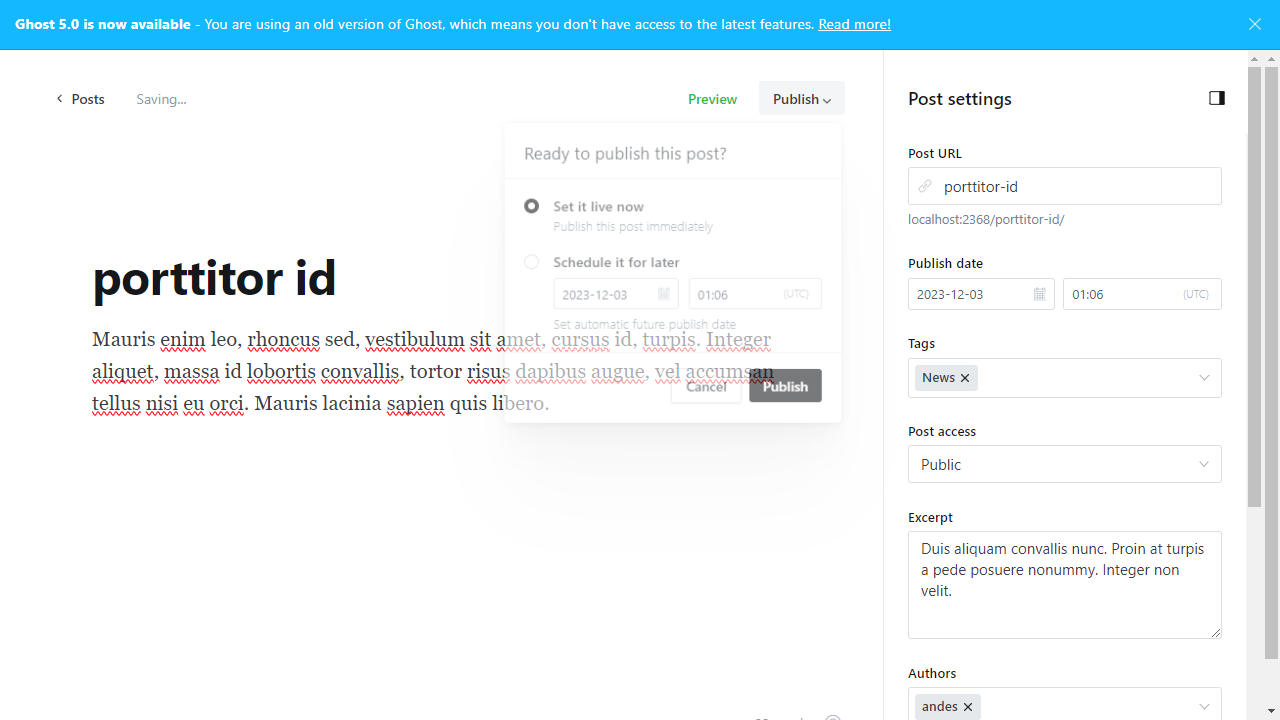 Ghost 5.0 is now available - You are using an old version of Ghost, which means you don't have access to the latest features. Read more!
Posts
Saving...
Preview
Publish
Ready to publish this post?
Set it live now
Publish this post immediately
Schedule it for later
2023-12-03
01:06
(UTC)
Set automatic future publish date
Cancel
Publish
porttitor id
Mauris enim leo, rhoncus sed, vestibulum sit amet, cursus id, turpis. Integer
aliquet, massa id lobortis convallis, tortor risus dapibus augue, vel accumsan
tellus nisi eu orci. Mauris lacinia sapien quis libero.
Post settings
Post URL
porttitor-id
localhost:2368/porttitor-id/
Publish date
2023-12-03
01:06
(UTC)
Tags
News
Post access
Public
Excerpt
Duis aliquam convallis nunc. Proin at turpis
a pede posuere nonummy. Integer non
velit.
Authors
andes